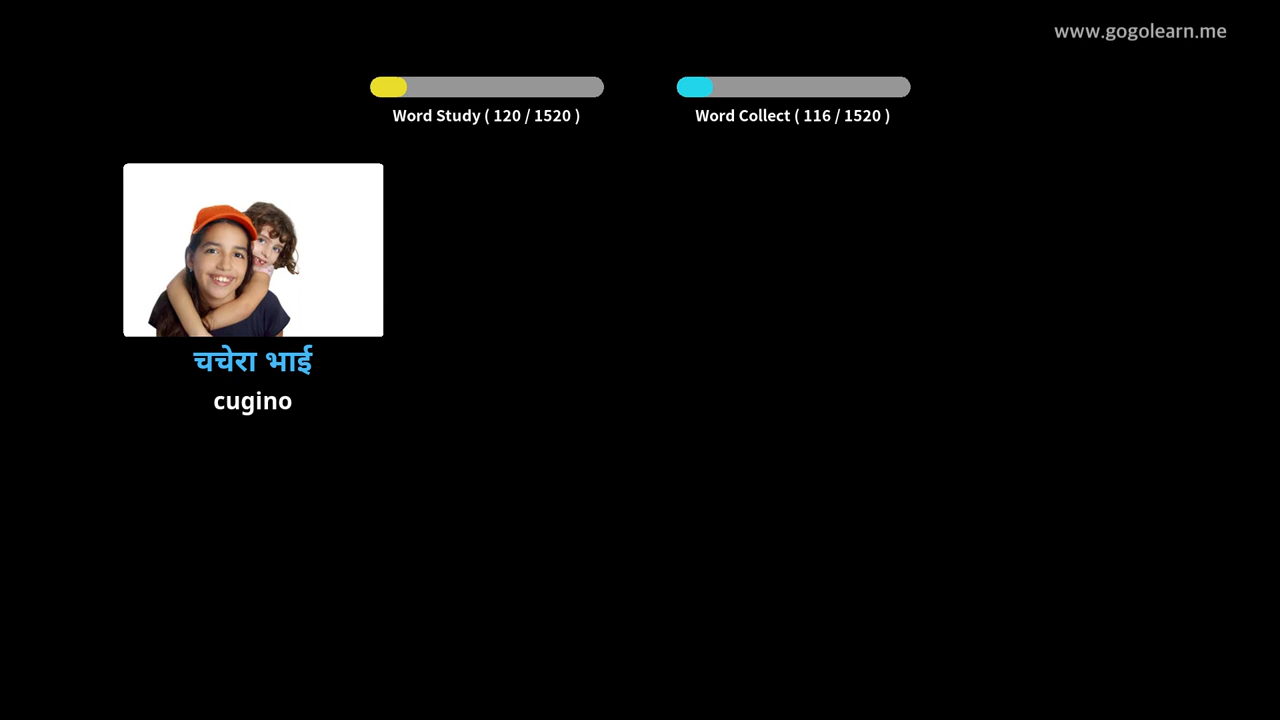 www.gogolearn.me
Word Study ( 120 / 1520 )
Word Collect ( 116 / 1520 )
चचेरा भाई
cugino